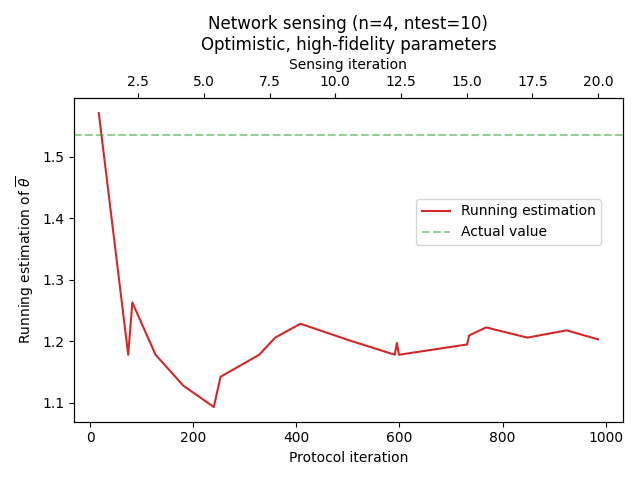 Network sensing (n=4, ntest=10)
Optimistic, high-fidelity parameters
Sensing iteration
2.5 5.0 7.5 10.0 12.5 15.0 17.5 20.0
Running estimation of θ̅
1.5
1.4
1.3
1.2
1.1
Running estimation
Actual value
0 200 400 600 800 1000
Protocol iteration